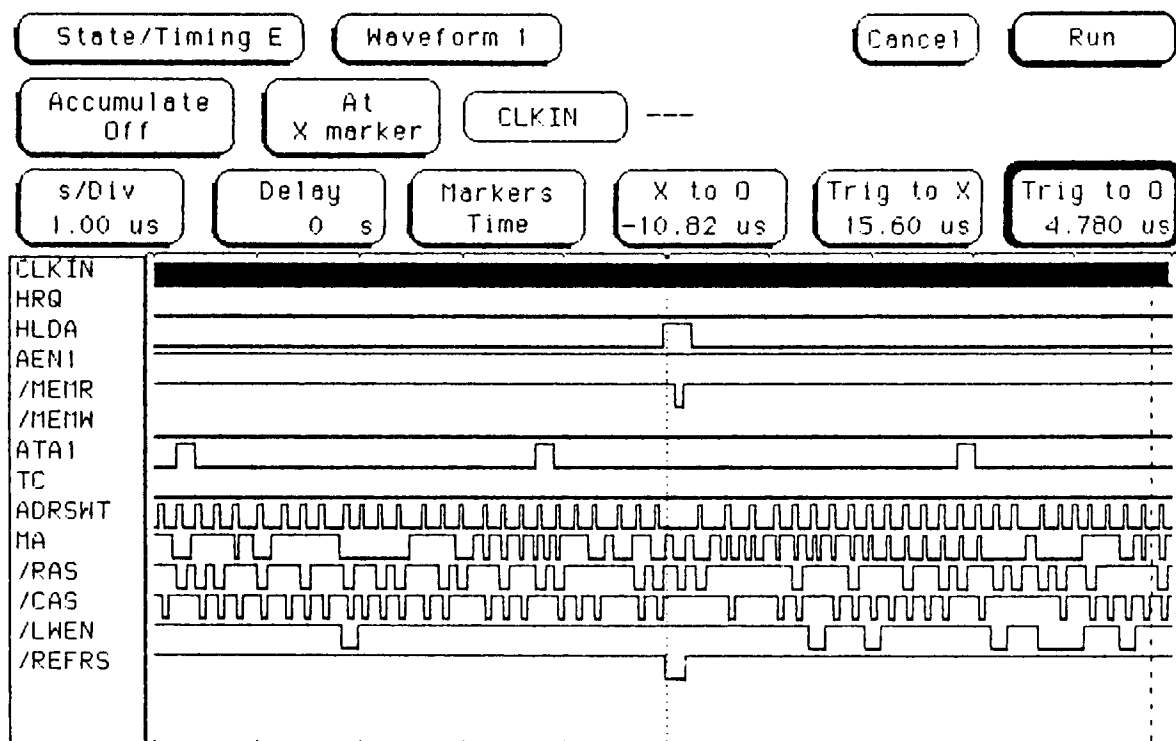 State/Timing E Waveform 1 Cancel Run
Accumulate Off At X marker CLKIN ---
s/Div 1.00 us Delay 0 s Markers Time X to O -10.82 us Trig to X 15.60 us Trig to O 4.780 us
CLKIN
HRQ
HLDA
AEN1
/MEMR
/MEMW
ATA1
TC
ADRSWT
MA
/RAS
/CAS
/LWEN
/REFRS